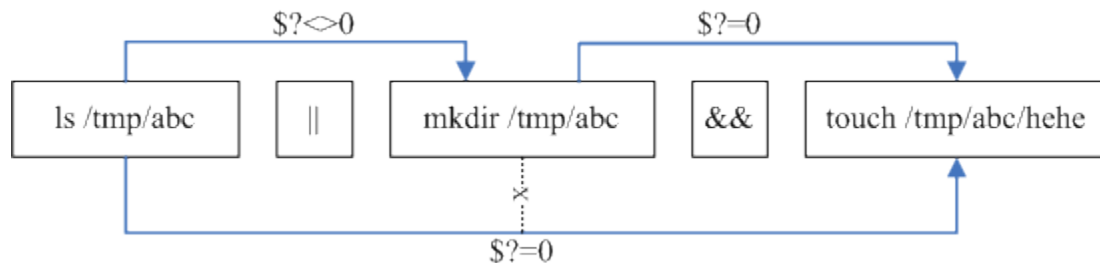 $?<>0
$?=0
ls /tmp/abc
||
mkdir /tmp/abc
&&
touch /tmp/abc/hehe
x
$?=0